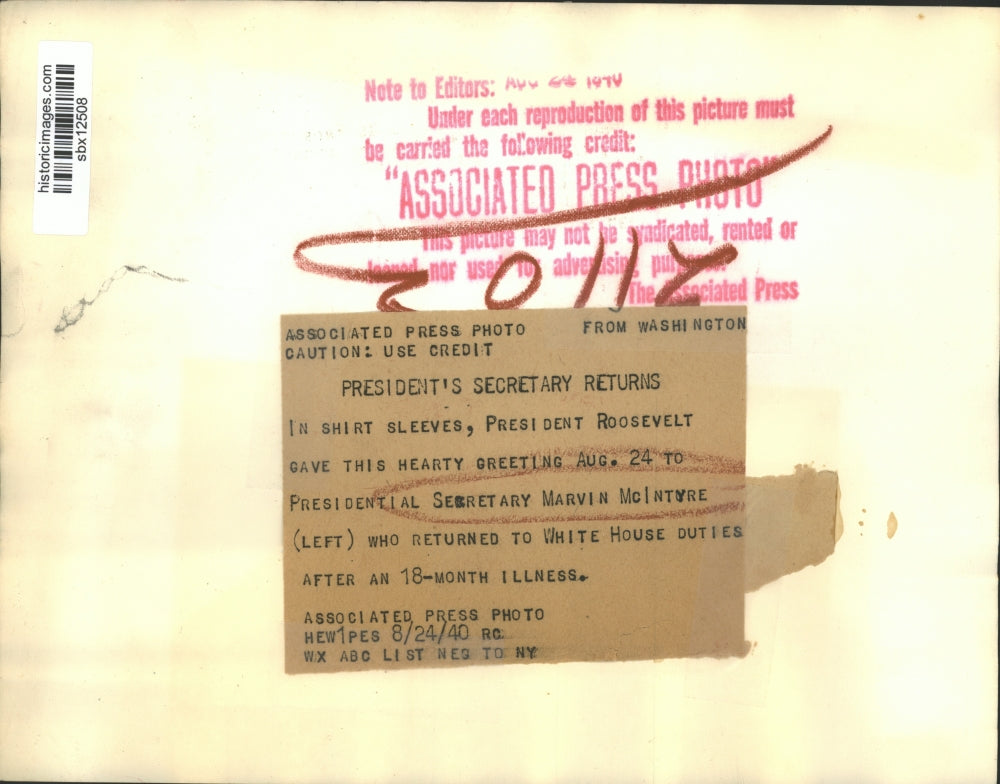 historicimages.com
sbx12508
Note to Editors: AUG 24 1940
Under each reproduction of this picture must
be carried the following credit:
"ASSOCIATED PRESS PHOTO"
This picture may not be syndicated, rented or
loaned nor used for advertising purposes.
The Associated Press
ASSOCIATED PRESS PHOTO FROM WASHINGTON
CAUTION: USE CREDIT
PRESIDENT'S SECRETARY RETURNS
IN SHIRT SLEEVES, PRESIDENT ROOSEVELT
GAVE THIS HEARTY GREETING AUG. 24 TO
PRESIDENTIAL SECRETARY MARVIN MCINTYRE
(LEFT) WHO RETURNED TO WHITE HOUSE DUTIES
AFTER AN 18-MONTH ILLNESS.
ASSOCIATED PRESS PHOTO
HEW1PES 8/24/40 RG
WX ABC LIST NEG TO NY